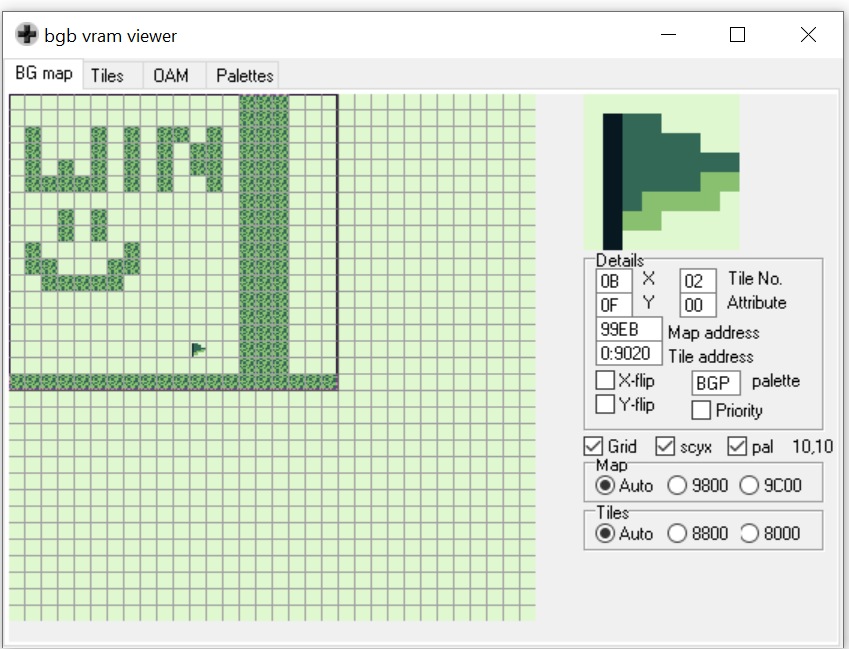 bgb vram viewer
BG map Tiles OAM Palettes
WIN
Details
0B X 02 Tile No.
0F Y 00 Attribute
99EB Map address
0:9020 Tile address
X-flip BGP palette
Y-flip Priority
Grid scyx pal 10,10
Map
Auto 9800 9C00
Tiles
Auto 8800 8000